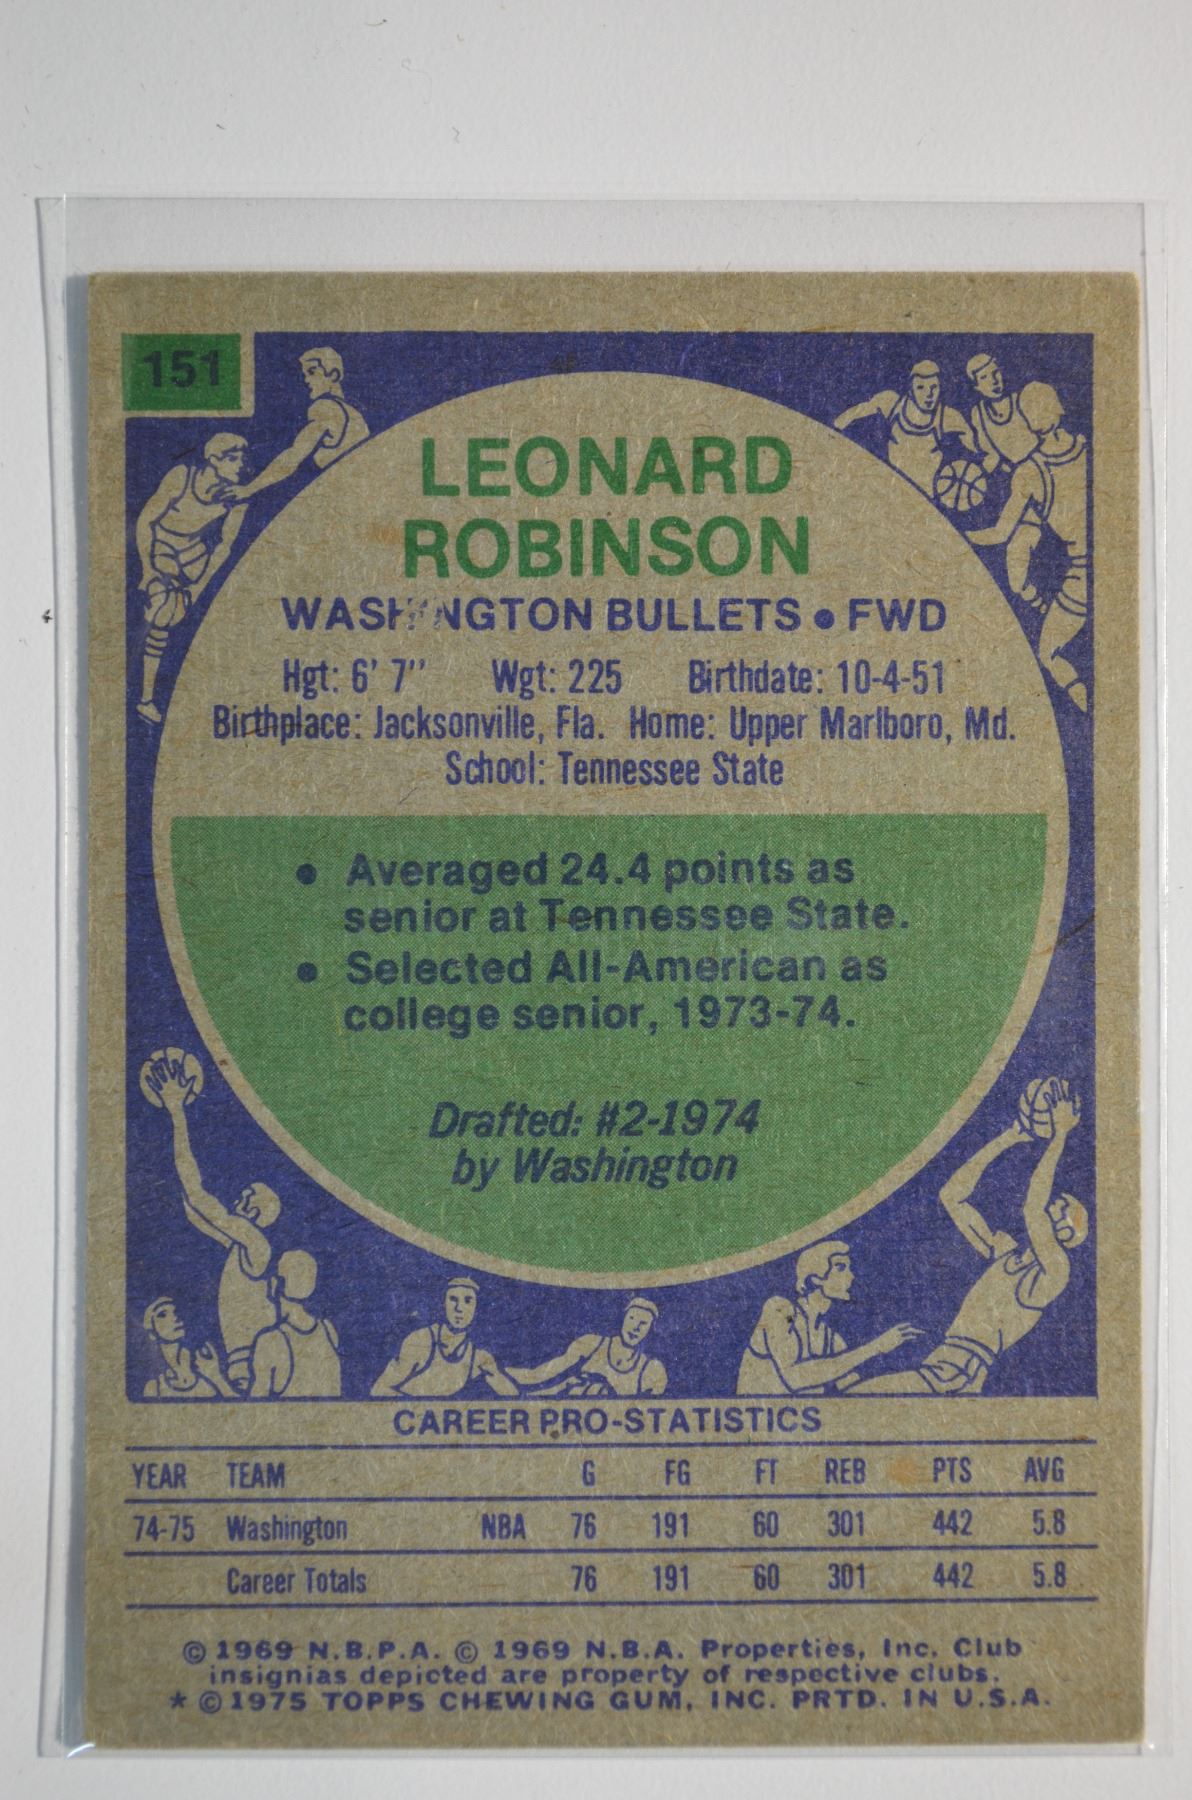 151
LEONARD
ROBINSON
WASHINGTON BULLETS • FWD
Hgt: 6' 7" Wgt: 225 Birthdate: 10-4-51
Birthplace: Jacksonville, Fla. Home: Upper Marlboro, Md.
School: Tennessee State
• Averaged 24.4 points as
senior at Tennessee State.
• Selected All-American as
college senior, 1973-74.
Drafted: #2-1974
by Washington
CAREER PRO-STATISTICS
YEAR TEAM G FG FT REB PTS AVG
74-75 Washington NBA 76 191 60 301 442 5.8
Career Totals 76 191 60 301 442 5.8
© 1969 N.B.P.A. © 1969 N.B.A. Properties, Inc. Club
insignias depicted are property of respective clubs.
* © 1975 TOPPS CHEWING GUM, INC. PRTD. IN U.S.A.